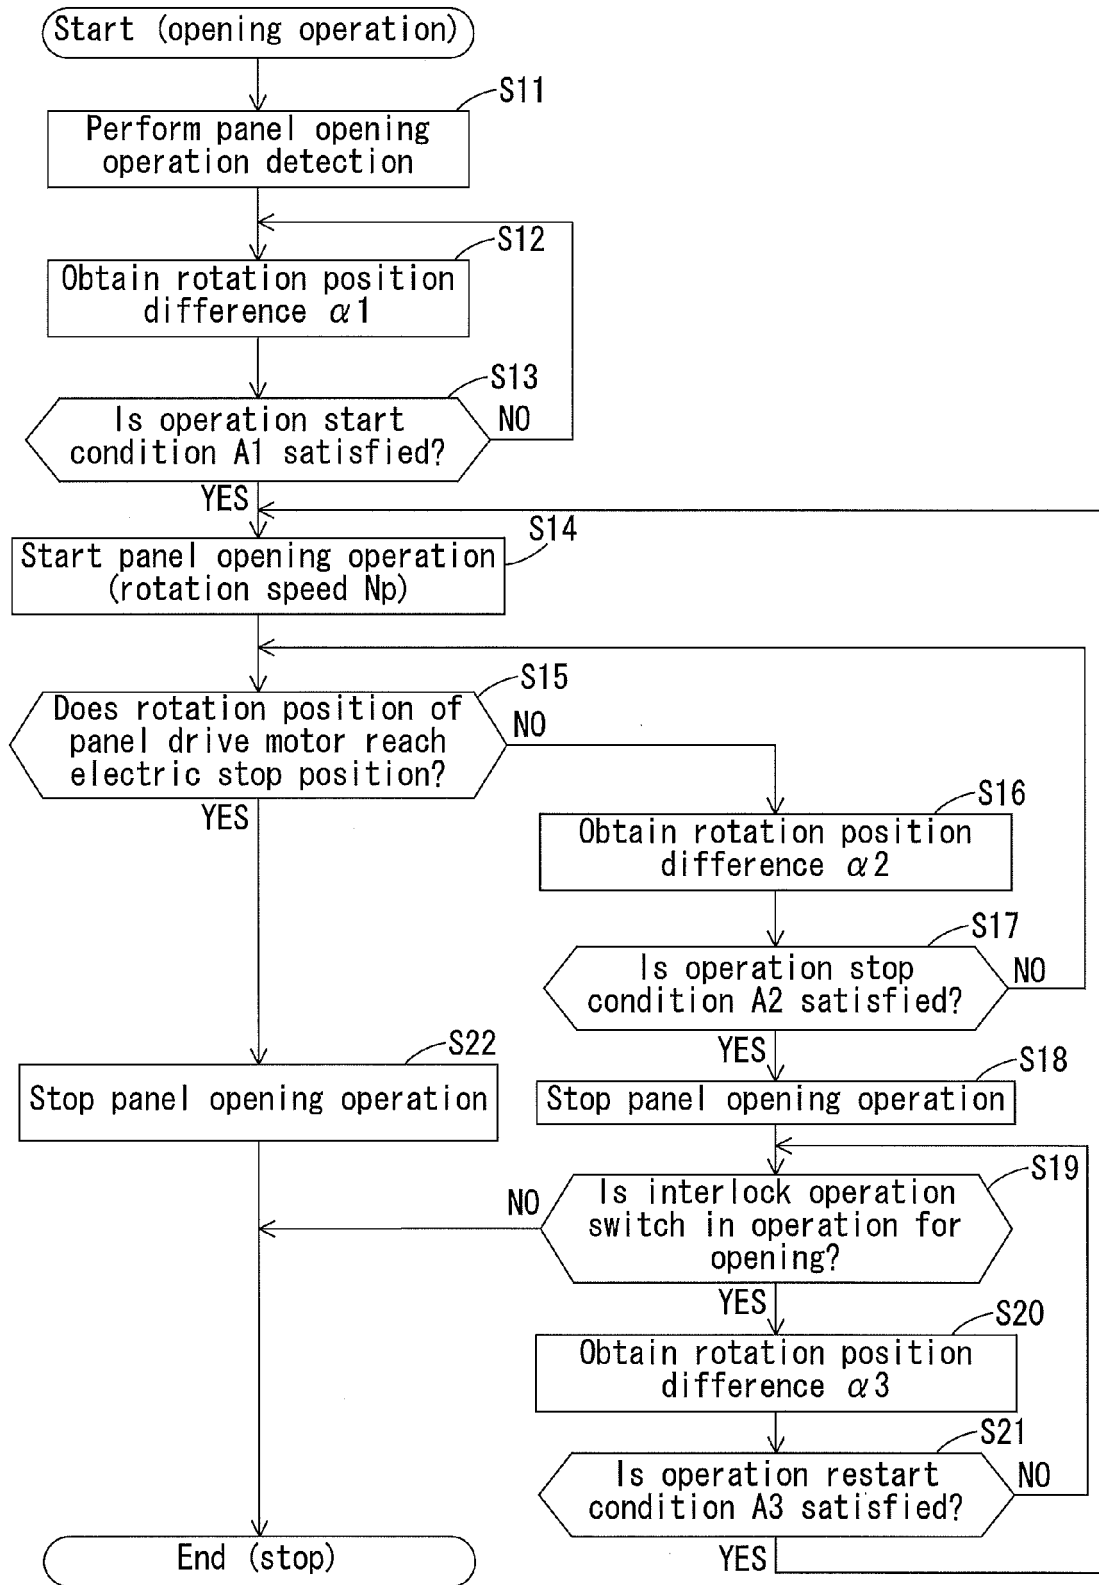 Start (opening operation)
S11
Perform panel opening
operation detection
S12
Obtain rotation position
difference α1
S13
Is operation start
condition A1 satisfied?
NO
YES
S14
Start panel opening operation
(rotation speed Np)
S15
Does rotation position of
panel drive motor reach
electric stop position?
NO
YES
S16
Obtain rotation position
difference α2
S17
Is operation stop
condition A2 satisfied?
NO
YES
S22
Stop panel opening operation
S18
Stop panel opening operation
S19
Is interlock operation
switch in operation for
opening?
NO
YES
S20
Obtain rotation position
difference α3
S21
Is operation restart
condition A3 satisfied?
NO
YES
End (stop)